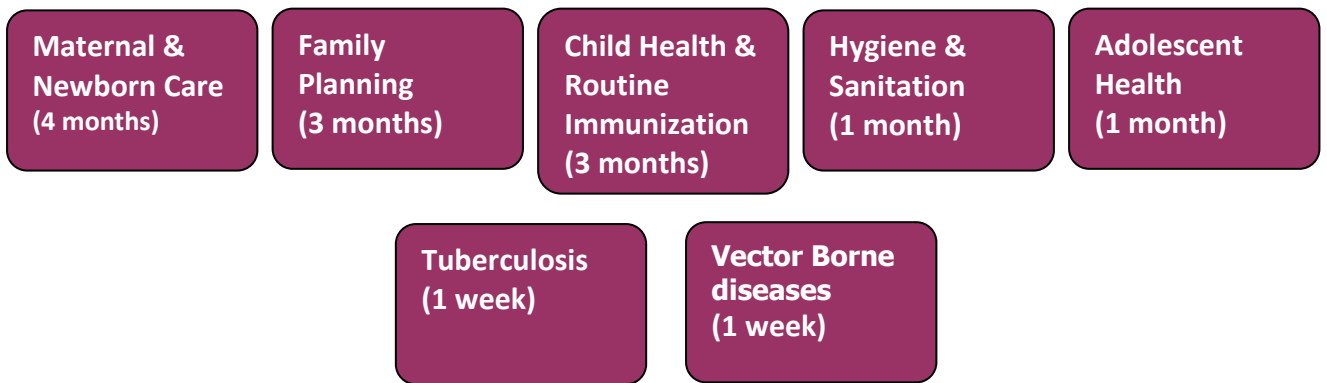 Maternal &
Newborn Care
(4 months)
Family
Planning
(3 months)
Child Health &
Routine
Immunization
(3 months)
Hygiene &
Sanitation
(1 month)
Adolescent
Health
(1 month)
Tuberculosis
(1 week)
Vector Borne
diseases
(1 week)